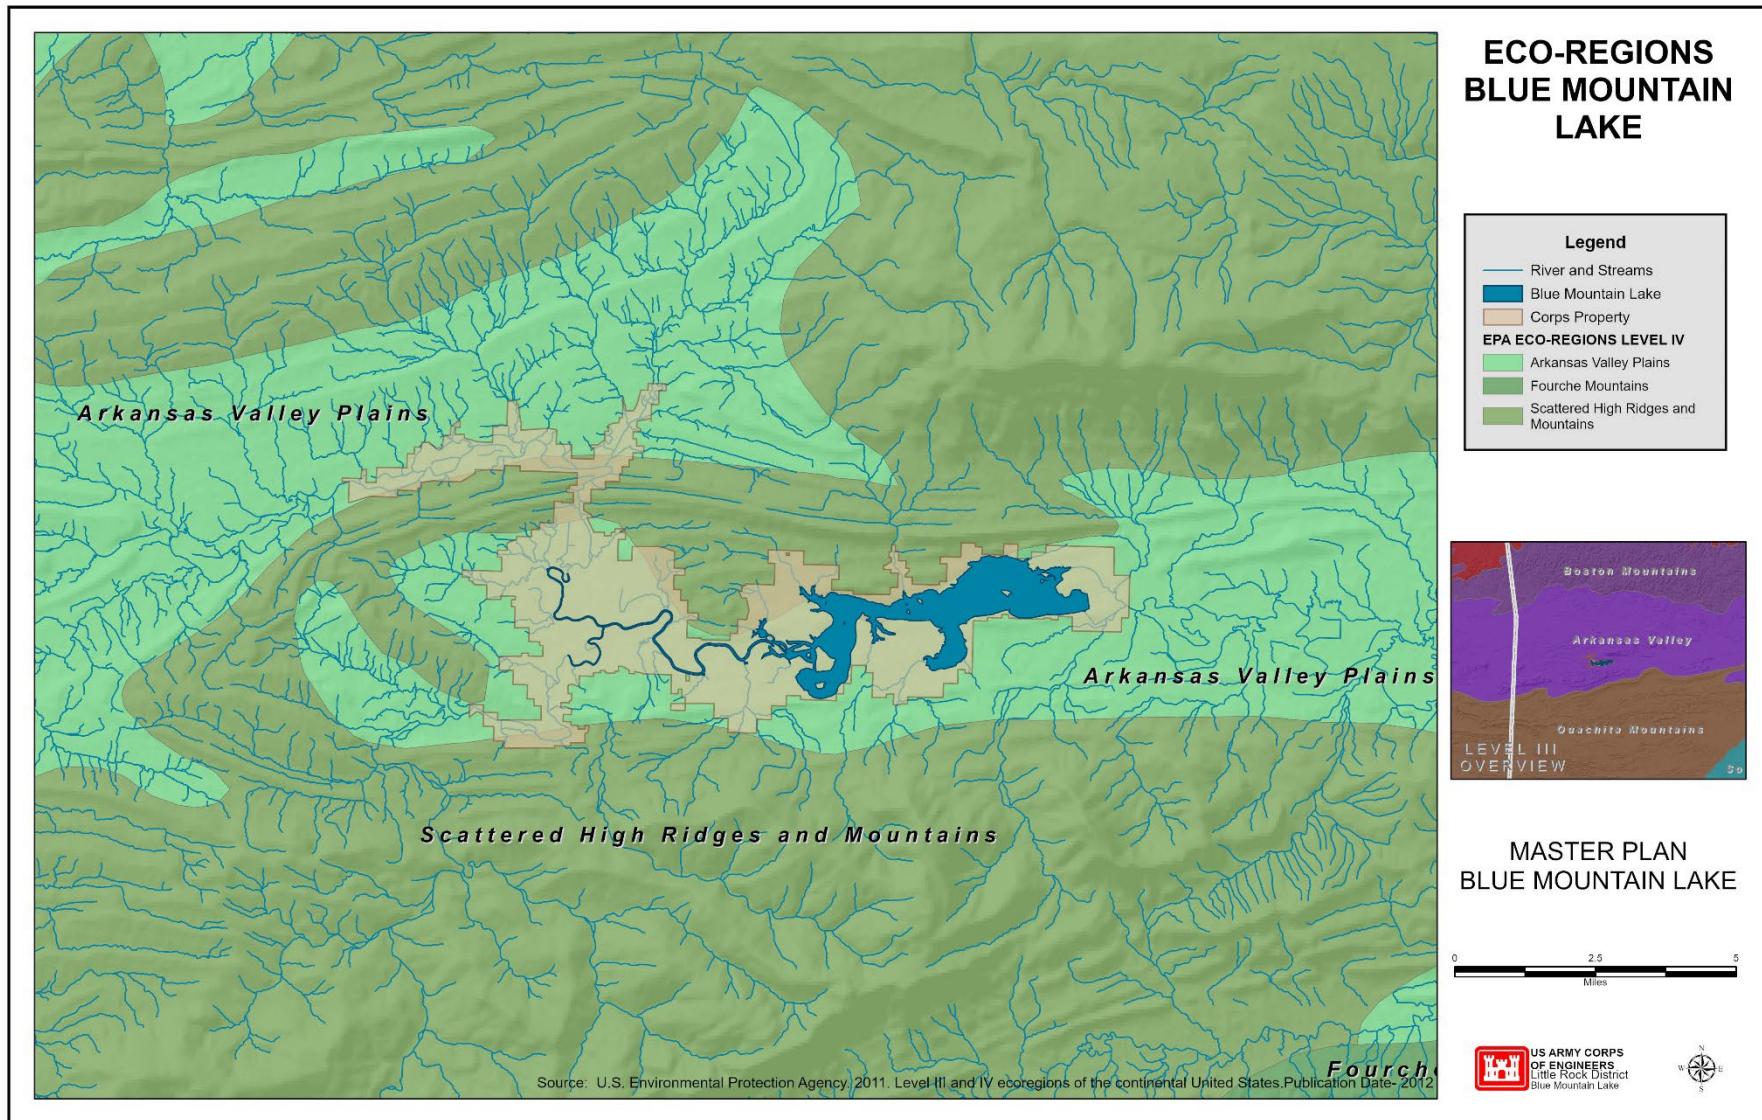 ECO-REGIONS
BLUE MOUNTAIN
LAKE
Legend
River and Streams
Blue Mountain Lake
Corps Property
EPA ECO-REGIONS LEVEL IV
Arkansas Valley Plains
Fourche Mountains
Scattered High Ridges and
Mountains
Arkansas Valley Plains
Arkansas Valley Plains
Scattered High Ridges and Mountains
Fourche
Source: U.S. Environmental Protection Agency. 2011. Level III and IV ecoregions of the continental United States.Publication Date- 2012
Boston Mountains
Arkansas Valley
Ouachita Mountains
LEVEL III
OVERVIEW
So
MASTER PLAN
BLUE MOUNTAIN LAKE
0 2.5 5
Miles
US ARMY CORPS
OF ENGINEERS
Little Rock District
Blue Mountain Lake
N
W E
S